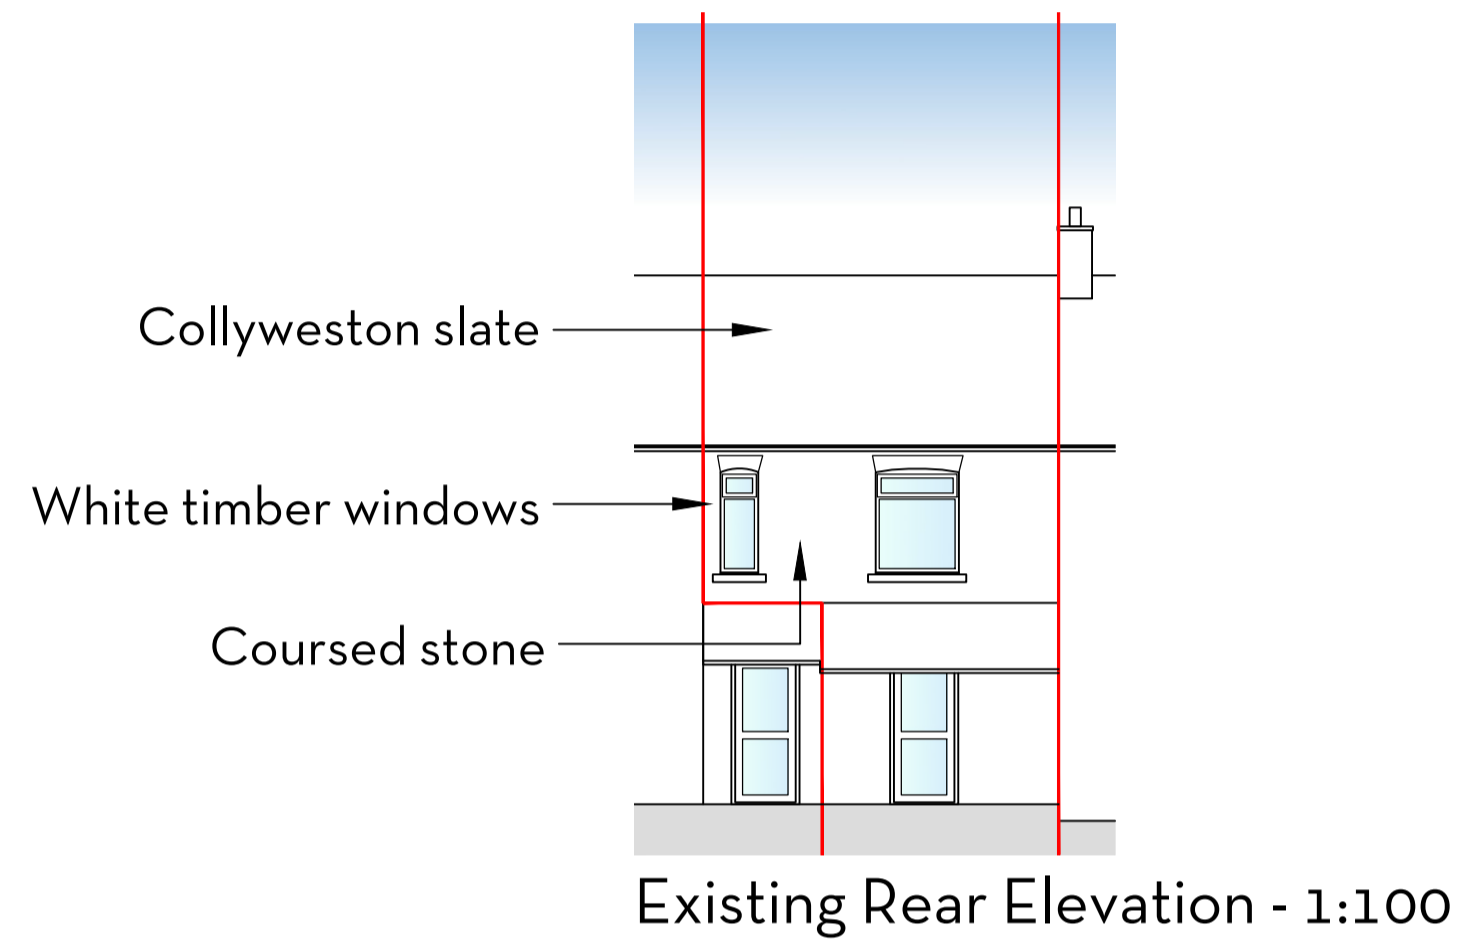 Collyweston slate
White timber windows
Coursed stone
Existing Rear Elevation - 1:100